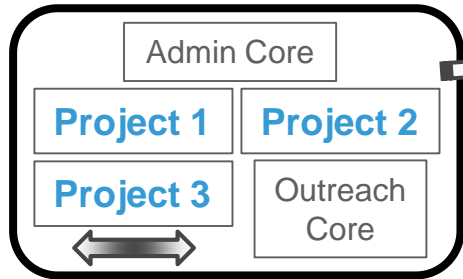 Admin Core
Project 1
Project 2
Project 3
Outreach
Core